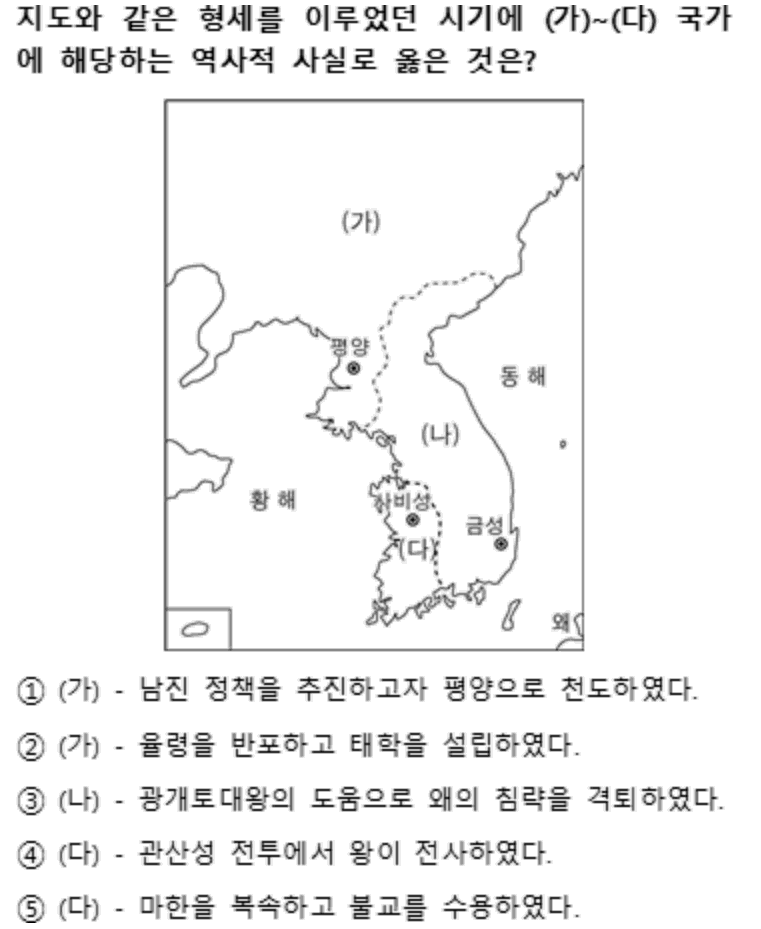 지도와 같은 형세를 이루었던 시기에 (가)~(다) 국가
에 해당하는 역사적 사실로 옳은 것은?
(가)
평양
동해
(나)
황해
사비성
금성
(다)
왜
① (가) - 남진 정책을 추진하고자 평양으로 천도하였다.
② (가) - 율령을 반포하고 태학을 설립하였다.
③ (나) - 광개토대왕의 도움으로 왜의 침략을 격퇴하였다.
④ (다) - 관산성 전투에서 왕이 전사하였다.
⑤ (다) - 마한을 복속하고 불교를 수용하였다.